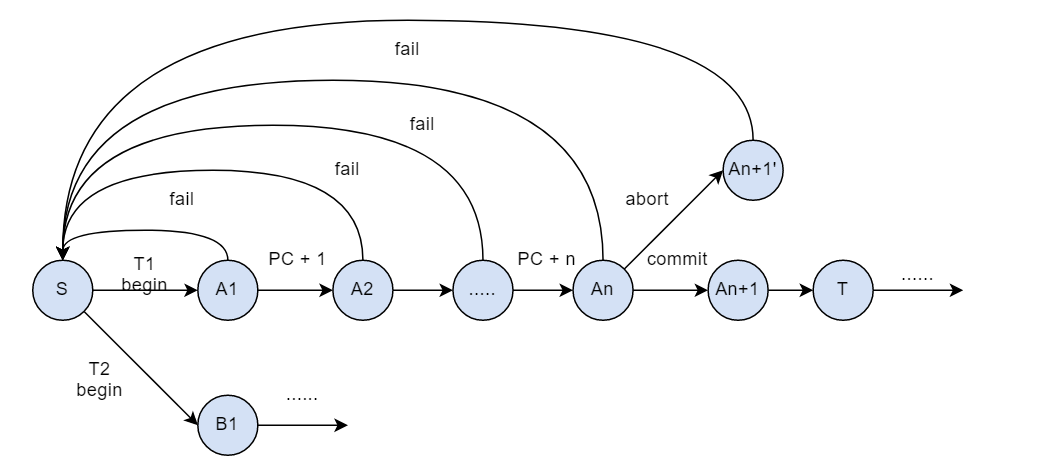 fail
fail
fail
An+1'
fail
abort
T1
begin
PC + 1
PC + n
commit
......
S
A1
A2
.....
An
An+1
T
T2
begin
......
B1